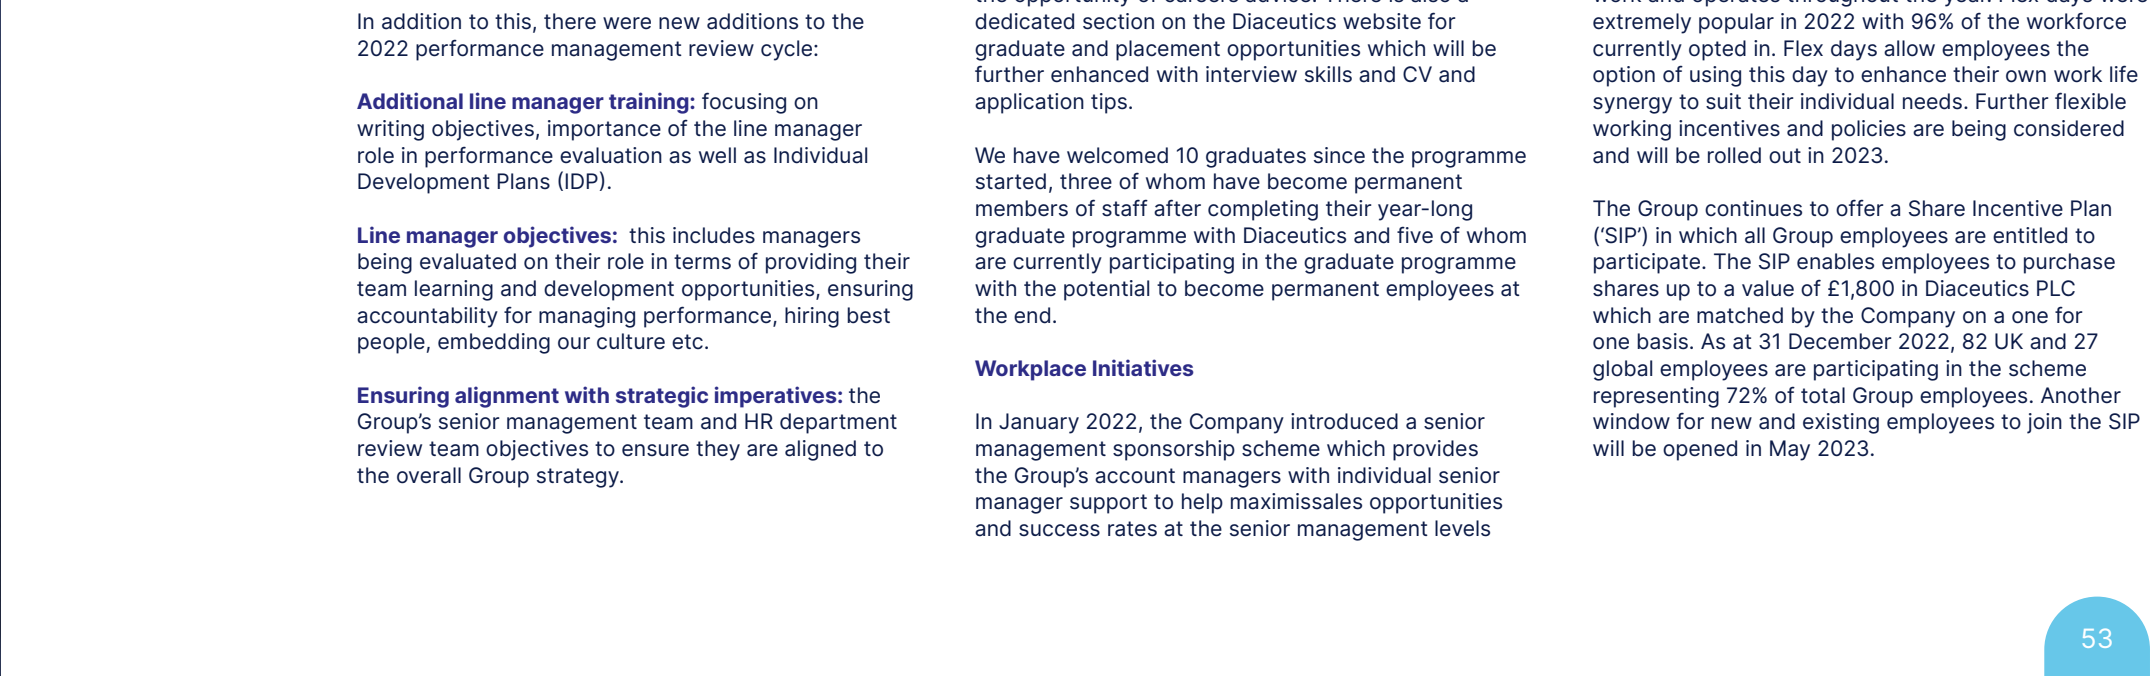 In addition to this, there were new additions to the
2022 performance management review cycle:
Additional line manager training: focusing on
writing objectives, importance of the line manager
role in performance evaluation as well as Individual
Development Plans (IDP).
Line manager objectives:  this includes managers
being evaluated on their role in terms of providing their
team learning and development opportunities, ensuring
accountability for managing performance, hiring best
people, embedding our culture etc.
Ensuring alignment with strategic imperatives: the
Group’s senior management team and HR department
review team objectives to ensure they are aligned to
the overall Group strategy.
the opportunity of careers advice. There is also a
dedicated section on the Diaceutics website for
graduate and placement opportunities which will be
further enhanced with interview skills and CV and
application tips.
We have welcomed 10 graduates since the programme
started, three of whom have become permanent
members of staff after completing their year-long
graduate programme with Diaceutics and five of whom
are currently participating in the graduate programme
with the potential to become permanent employees at
the end.
Workplace Initiatives
In January 2022, the Company introduced a senior
management sponsorship scheme which provides
the Group’s account managers with individual senior
manager support to help maximissales opportunities
and success rates at the senior management levels
work and operates throughout the year. Flex days were
extremely popular in 2022 with 96% of the workforce
currently opted in. Flex days allow employees the
option of using this day to enhance their own work life
synergy to suit their individual needs. Further flexible
working incentives and policies are being considered
and will be rolled out in 2023.
The Group continues to offer a Share Incentive Plan
(‘SIP’) in which all Group employees are entitled to
participate. The SIP enables employees to purchase
shares up to a value of £1,800 in Diaceutics PLC
which are matched by the Company on a one for
one basis. As at 31 December 2022, 82 UK and 27
global employees are participating in the scheme
representing 72% of total Group employees. Another
window for new and existing employees to join the SIP
will be opened in May 2023.
53